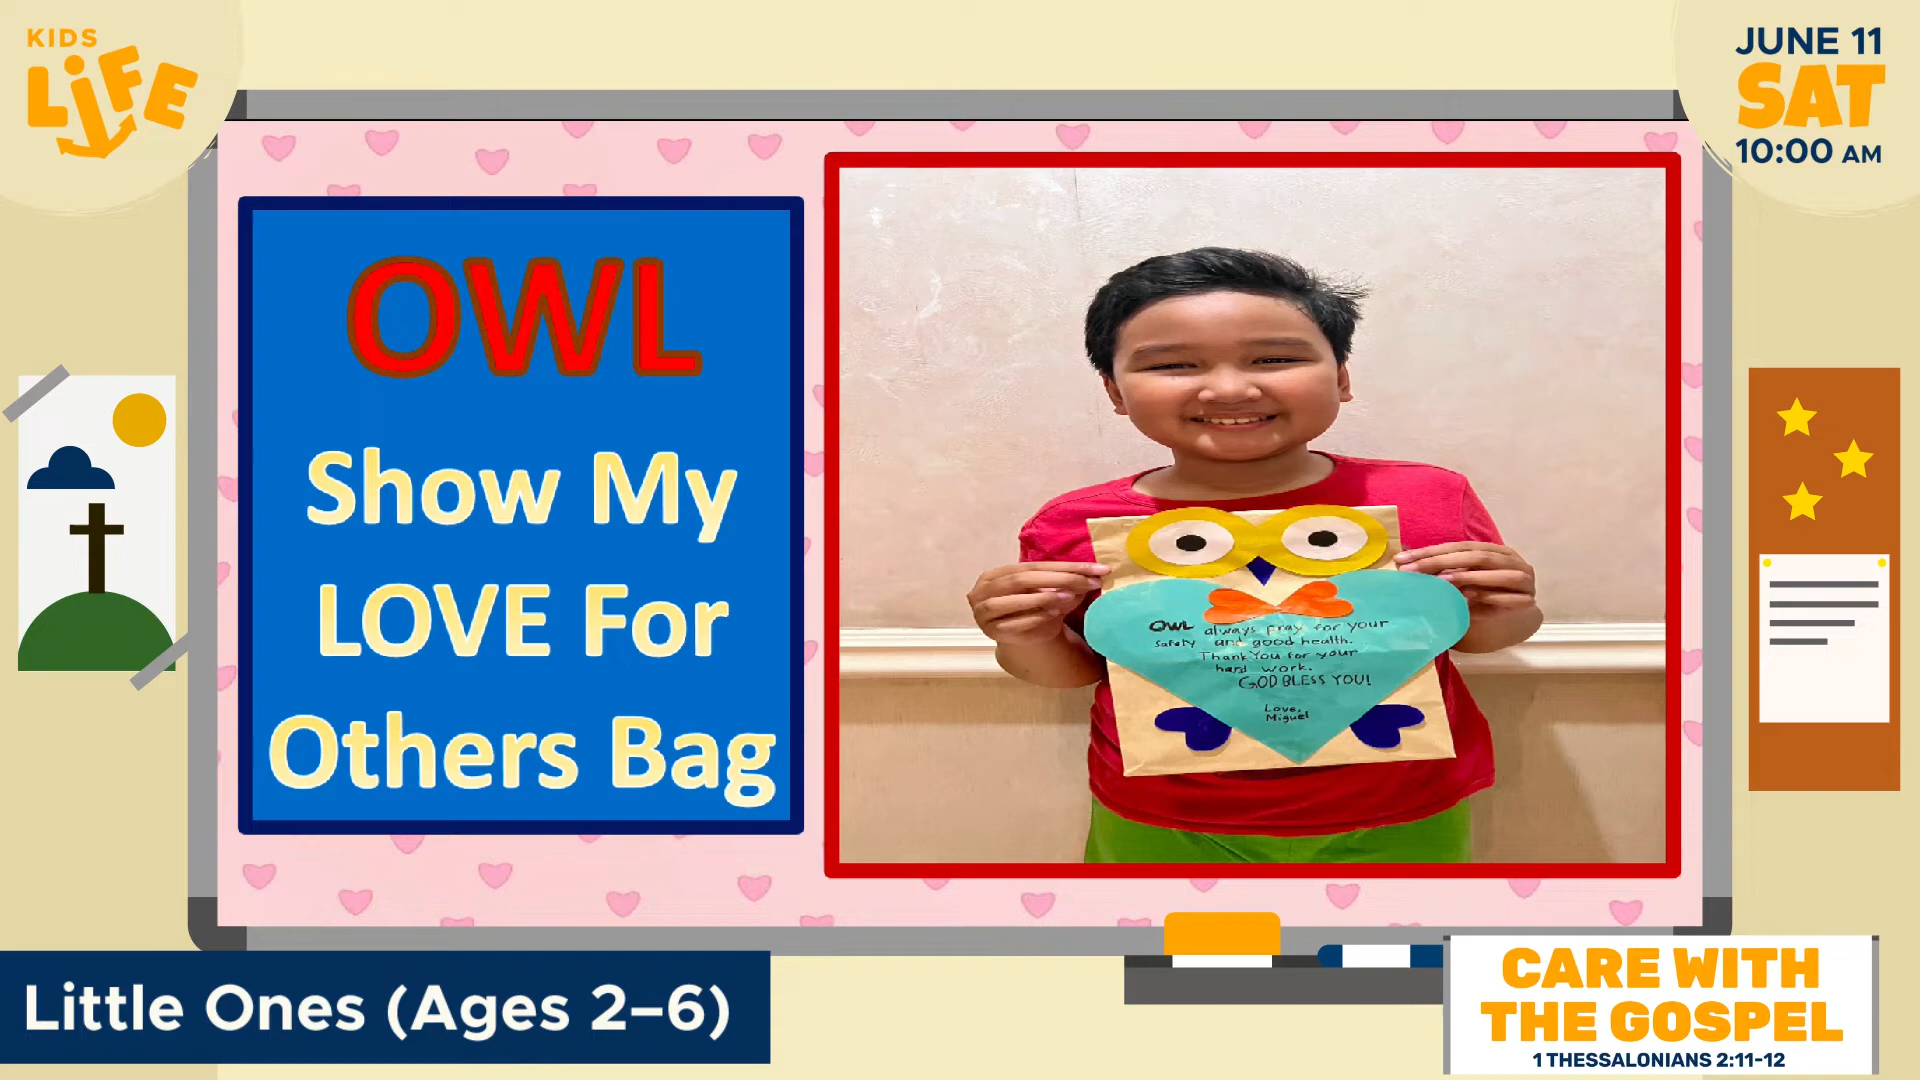 KIDS
LiFE
JUNE 11
SAT
10:00 AM
OWL
Show My
LOVE For
Others Bag
OWL always pray for your
safety and good health.
Thank You for your
hard work.
GOD BLESS YOU!
Love,
Miguel
Little Ones (Ages 2–6)
CARE WITH
THE GOSPEL
1 THESSALONIANS 2:11-12